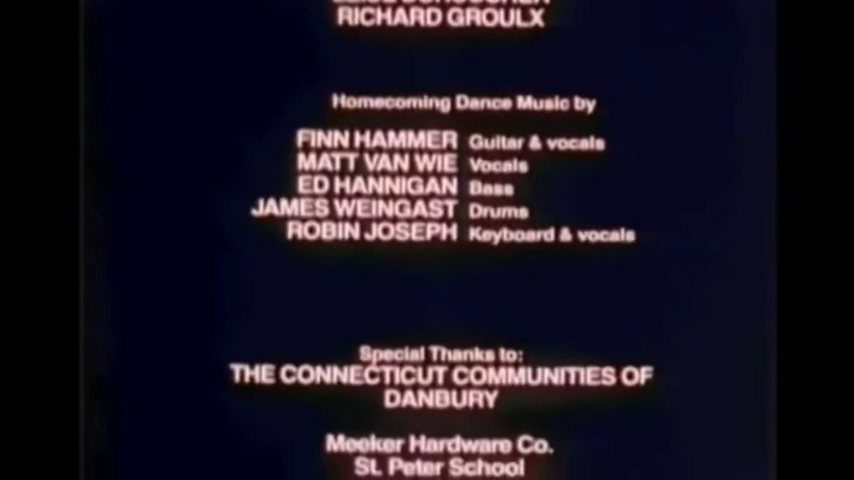 RICHARD GROULX
Homecoming Dance Music by
FINN HAMMER Guitar & vocals
MATT VAN WIE Vocals
ED HANNIGAN Bass
JAMES WEINGAST Drums
ROBIN JOSEPH Keyboard & vocals
Special Thanks to:
THE CONNECTICUT COMMUNITIES OF
DANBURY
Meeker Hardware Co.
St. Peter School